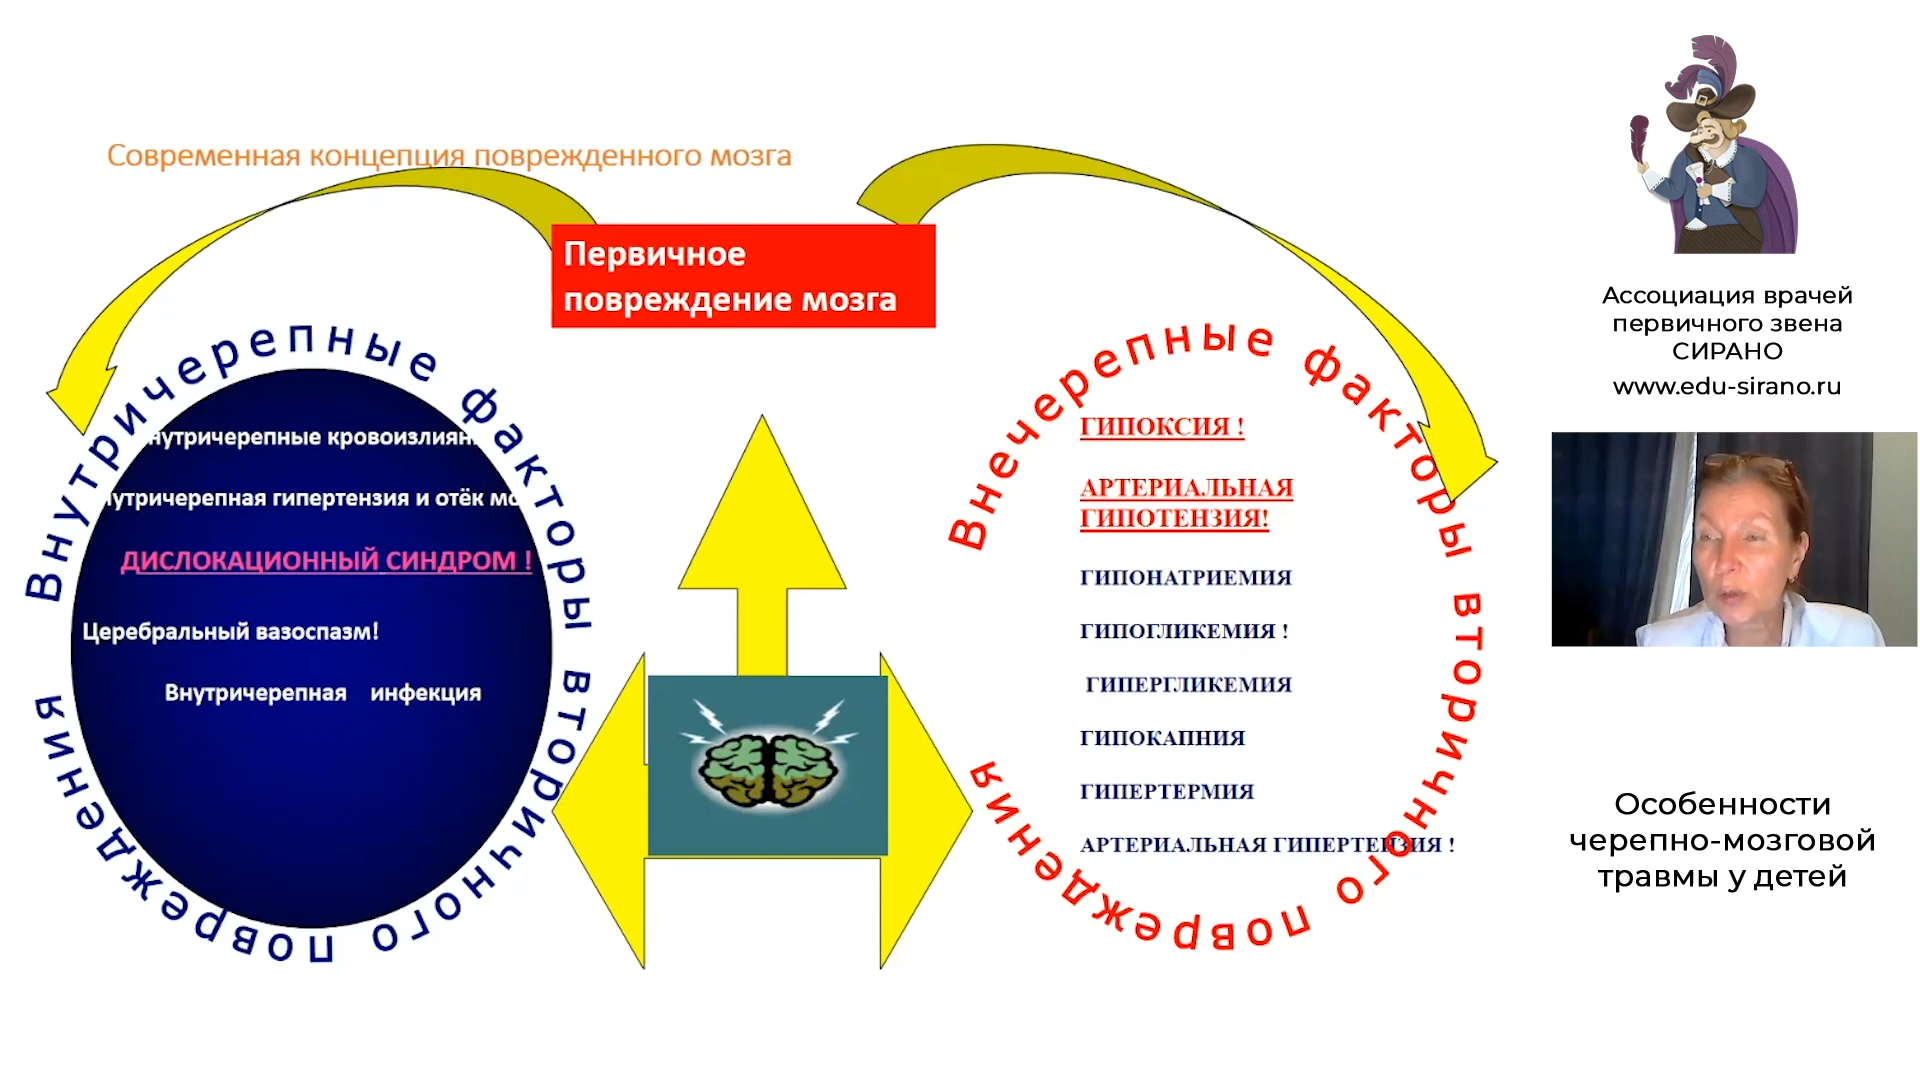 Современная концепция поврежденного мозга
Первичное
повреждение мозга
Внутричерепные факторы вторичного повреждения
нутричерепные кровоизлиян
утричерепная гипертензия и отёк мо
ДИСЛОКАЦИОННЫЙ СИНДРОМ !
Церебральный вазоспазм!
Внутричерепная инфекция
Внечерепные факторы вторичного повреждения
ГИПОКСИЯ !
АРТЕРИАЛЬНАЯ
ГИПОТЕНЗИЯ!
ГИПОНАТРИЕМИЯ
ГИПОГЛИКЕМИЯ !
ГИПЕРГЛИКЕМИЯ
ГИПОКАПНИЯ
ГИПЕРТЕРМИЯ
АРТЕРИАЛЬНАЯ ГИПЕРТЕНЗИЯ !
Ассоциация врачей
первичного звена
СИРАНО
www.edu-sirano.ru
Особенности
черепно-мозговой
травмы у детей